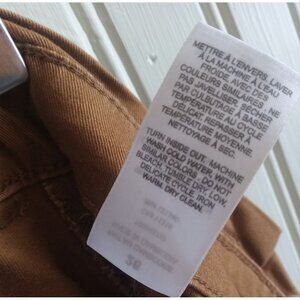 METTRE À L'ENVERS, LAVER
À LA MACHINE À L'EAU
FROIDE AVEC DES
COULEURS SIMILAIRES, NE
PAS JAVELLISER, SÉCHER
PAR CULBUTAGE À BASSE
TEMPÉRATURE AU CYCLE
DÉLICAT, REPASSER À
TEMPÉRATURE MOYENNE.
NETTOYAGE À SEC.
TURN INSIDE OUT, MACHINE
WASH COLD WATER, WITH
SIMILAR COLORS, DO NOT
BLEACH, TUMBLE DRY, LOW,
DELICATE CYCLE, IRON
WARM. DRY CLEAN.